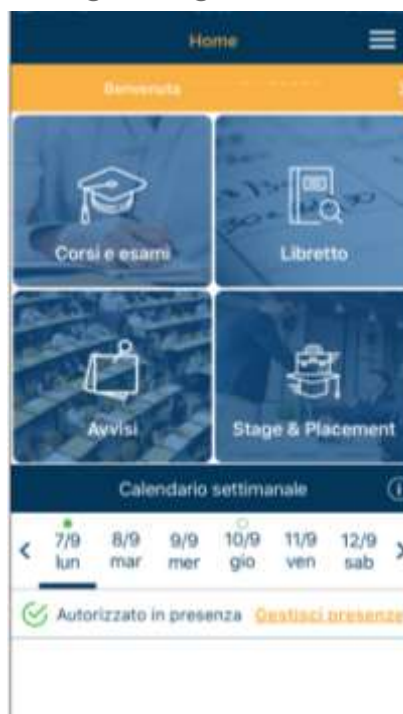 Home
Benvenuta
Corsi e esami
Libretto
Avvisi
Stage & Placement
Calendario settimanale
7/9 8/9 9/9 10/9 11/9 12/9
lun mar mer gio ven sab
Autorizzato in presenza Gestisci presenze